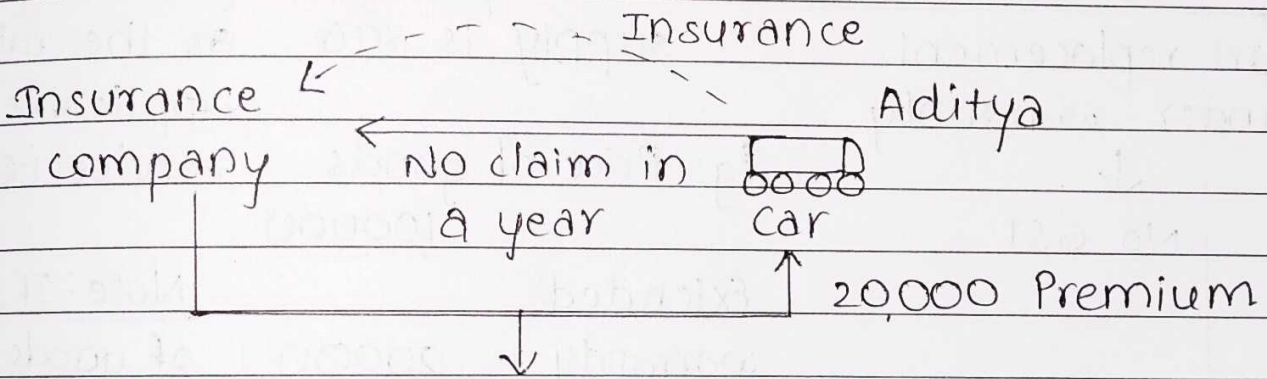 Insurance
Insurance Aditya
company No claim in
a year car
20,000 Premium